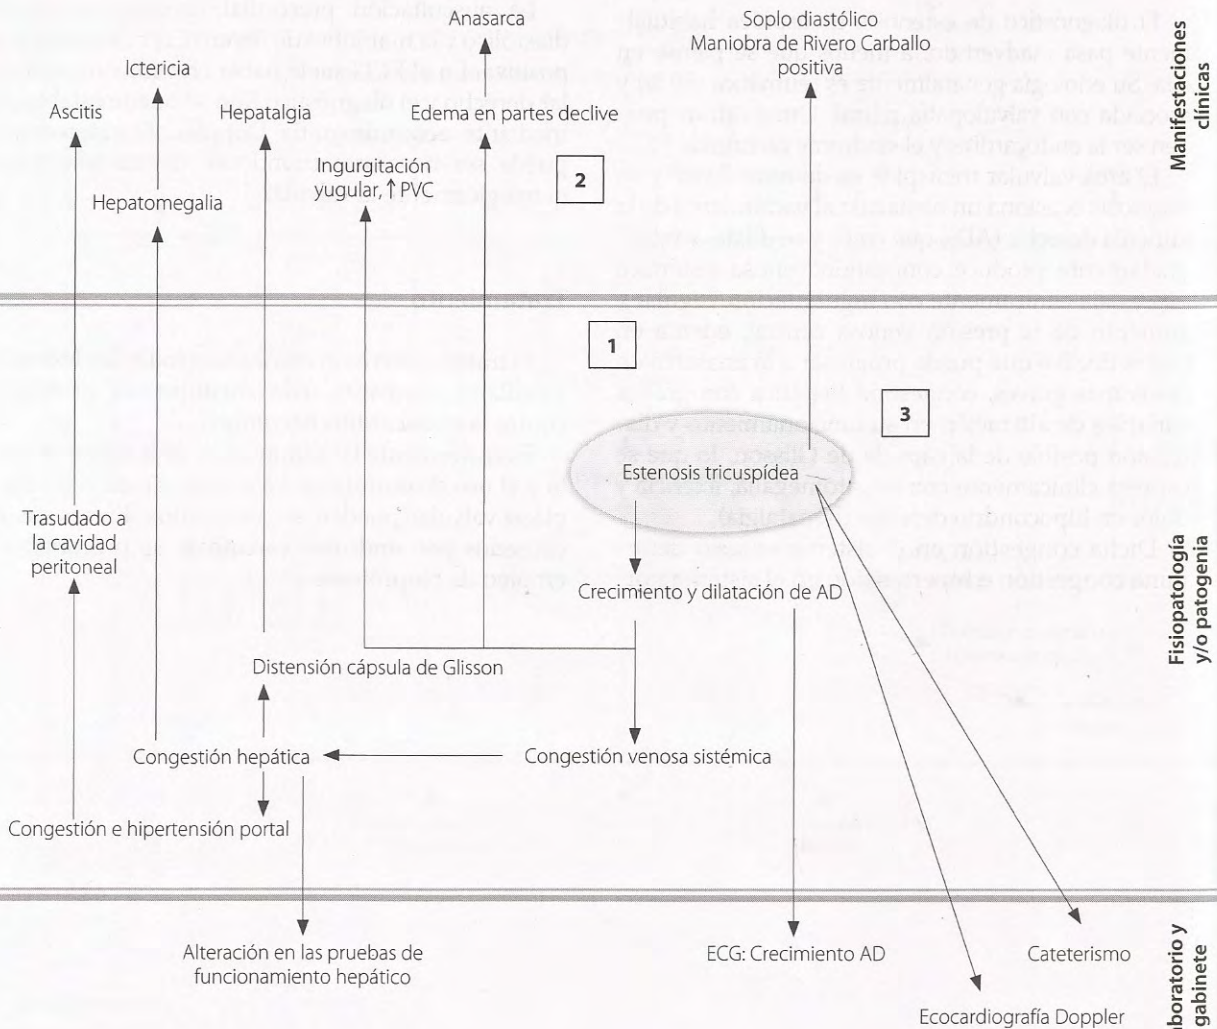 Anasarca
Soplo diastólico
Maniobra de Rivero Carballo
positiva
Ictericia
Ascitis
Hepatalgia
Edema en partes declive
Ingurgitación
yugular, ↑ PVC
2
Hepatomegalia
Manifestaciones
clínicas
1
3
Estenosis tricuspídea
Trasudado a
la cavidad
peritoneal
Crecimiento y dilatación de AD
Distensión cápsula de Glisson
Congestión hepática
Congestión venosa sistémica
Congestión e hipertensión portal
Fisiopatología
y/o patogenia
Alteración en las pruebas de
funcionamiento hepático
ECG: Crecimiento AD
Cateterismo
Ecocardiografía Doppler
boratorio y
gabinete